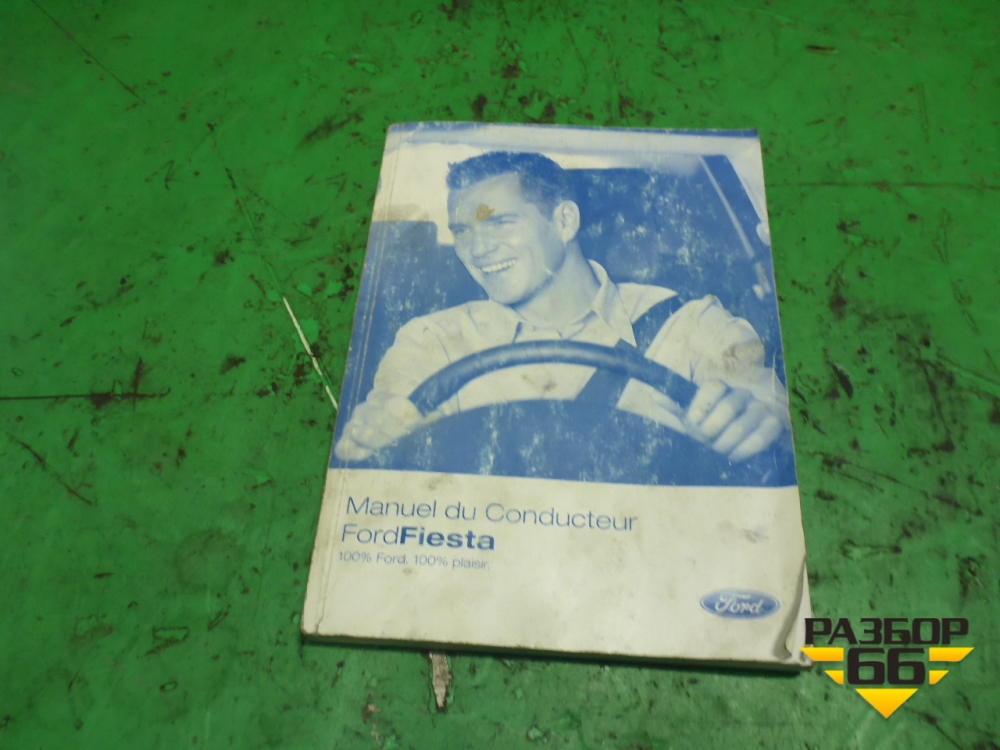 Manuel du Conducteur
FordFiesta
100% Ford. 100% plaisir.
Ford
РАЗБОР
66